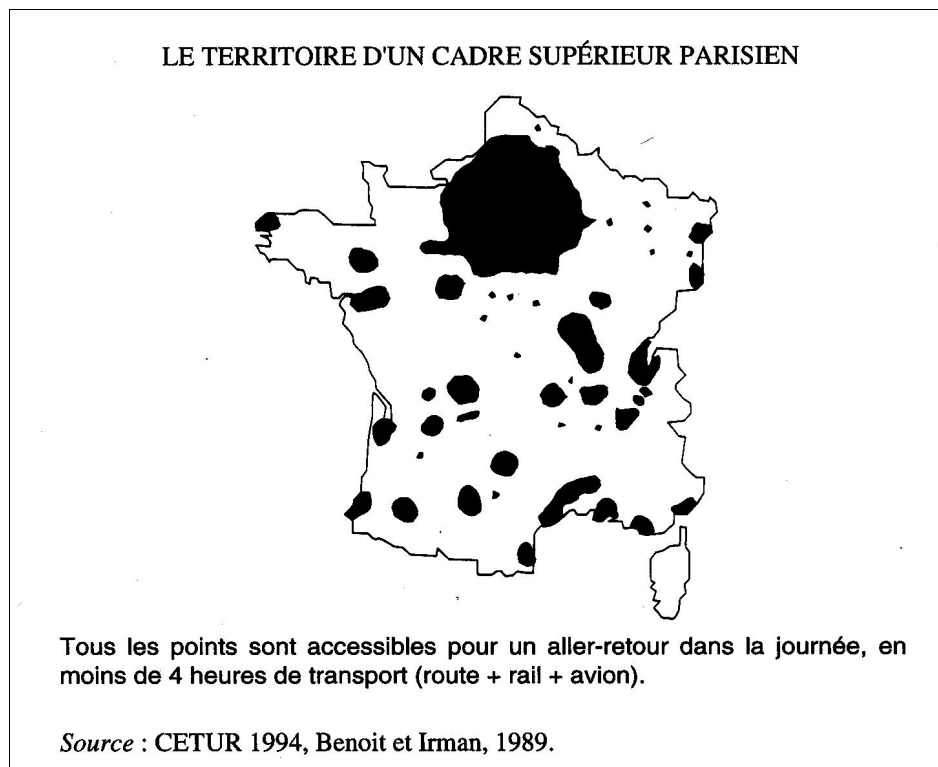 LE TERRITOIRE D'UN CADRE SUPÉRIEUR PARISIEN
Tous les points sont accessibles pour un aller-retour dans la journée, en
moins de 4 heures de transport (route + rail + avion).
Source : CETUR 1994, Benoit et Irman, 1989.